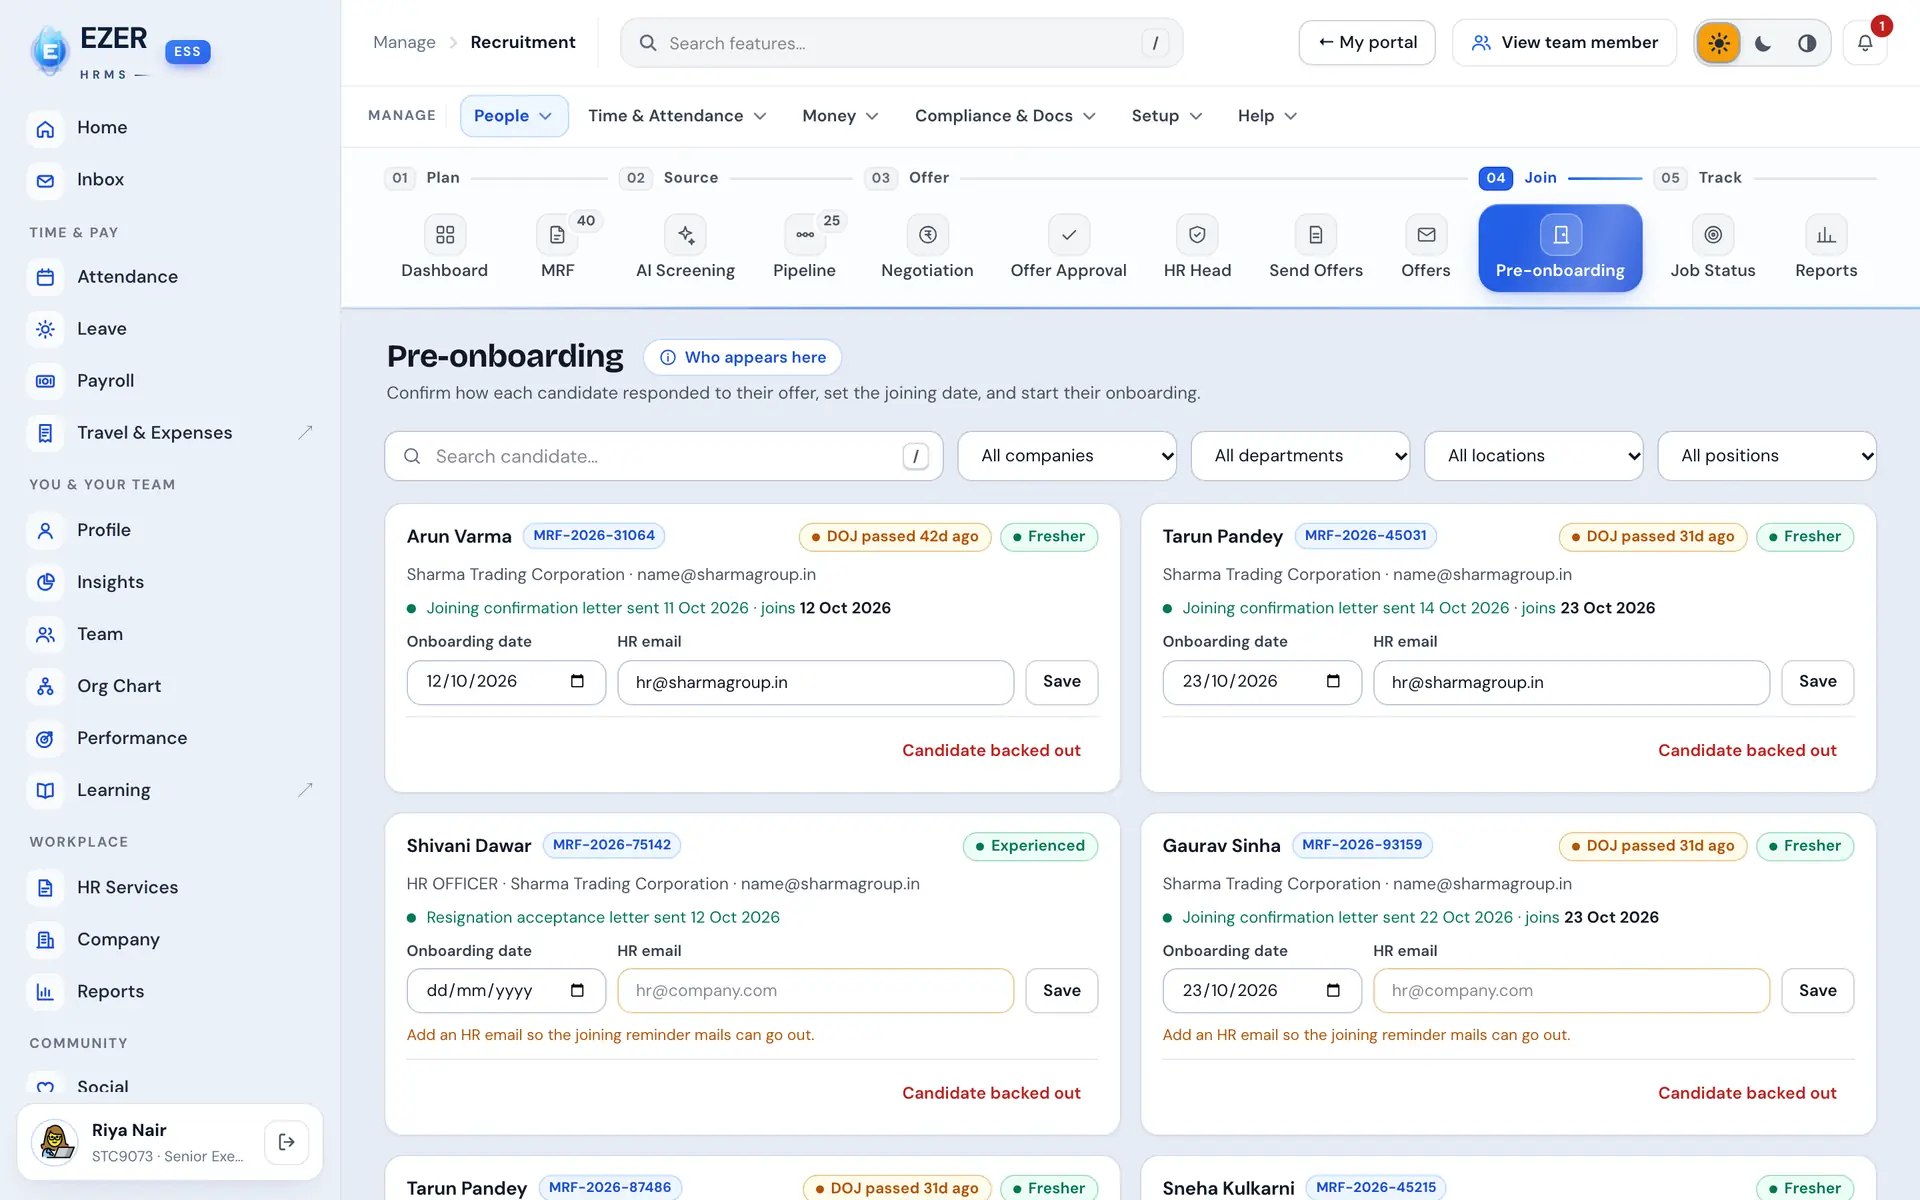 EZER
HRMS
ESS
Home
Inbox
TIME & PAY
Attendance
Leave
Payroll
Travel & Expenses
YOU & YOUR TEAM
Profile
Insights
Team
Org Chart
Performance
Learning
WORKPLACE
HR Services
Company
Reports
COMMUNITY
Social
Riya Nair
STC9073 · Senior Exe...
Manage > Recruitment
Search features... /
← My portal
View team member
1
MANAGE
People
Time & Attendance
Money
Compliance & Docs
Setup
Help
01 Plan
02 Source
03 Offer
04 Join
05 Track
Dashboard
MRF 40
AI Screening
Pipeline 25
Negotiation
Offer Approval
HR Head
Send Offers
Offers
Pre-onboarding
Job Status
Reports
Pre-onboarding
Who appears here
Confirm how each candidate responded to their offer, set the joining date, and start their onboarding.
Search candidate... /
All companies
All departments
All locations
All positions
Arun Varma MRF-2026-31064 DOJ passed 42d ago Fresher
Sharma Trading Corporation · name@sharmagroup.in
Joining confirmation letter sent 11 Oct 2026 · joins 12 Oct 2026
Onboarding date HR email
12/10/2026 hr@sharmagroup.in Save
Candidate backed out
Tarun Pandey MRF-2026-45031 DOJ passed 31d ago Fresher
Sharma Trading Corporation · name@sharmagroup.in
Joining confirmation letter sent 14 Oct 2026 · joins 23 Oct 2026
Onboarding date HR email
23/10/2026 hr@sharmagroup.in Save
Candidate backed out
Shivani Dawar MRF-2026-75142 Experienced
HR OFFICER · Sharma Trading Corporation · name@sharmagroup.in
Resignation acceptance letter sent 12 Oct 2026
Onboarding date HR email
dd/mm/yyyy hr@company.com Save
Add an HR email so the joining reminder mails can go out.
Candidate backed out
Gaurav Sinha MRF-2026-93159 DOJ passed 31d ago Fresher
Sharma Trading Corporation · name@sharmagroup.in
Joining confirmation letter sent 22 Oct 2026 · joins 23 Oct 2026
Onboarding date HR email
23/10/2026 hr@company.com Save
Add an HR email so the joining reminder mails can go out.
Candidate backed out
Tarun Pandey MRF-2026-87486 DOJ passed 31d ago Fresher
Sneha Kulkarni MRF-2026-45215 Fresher